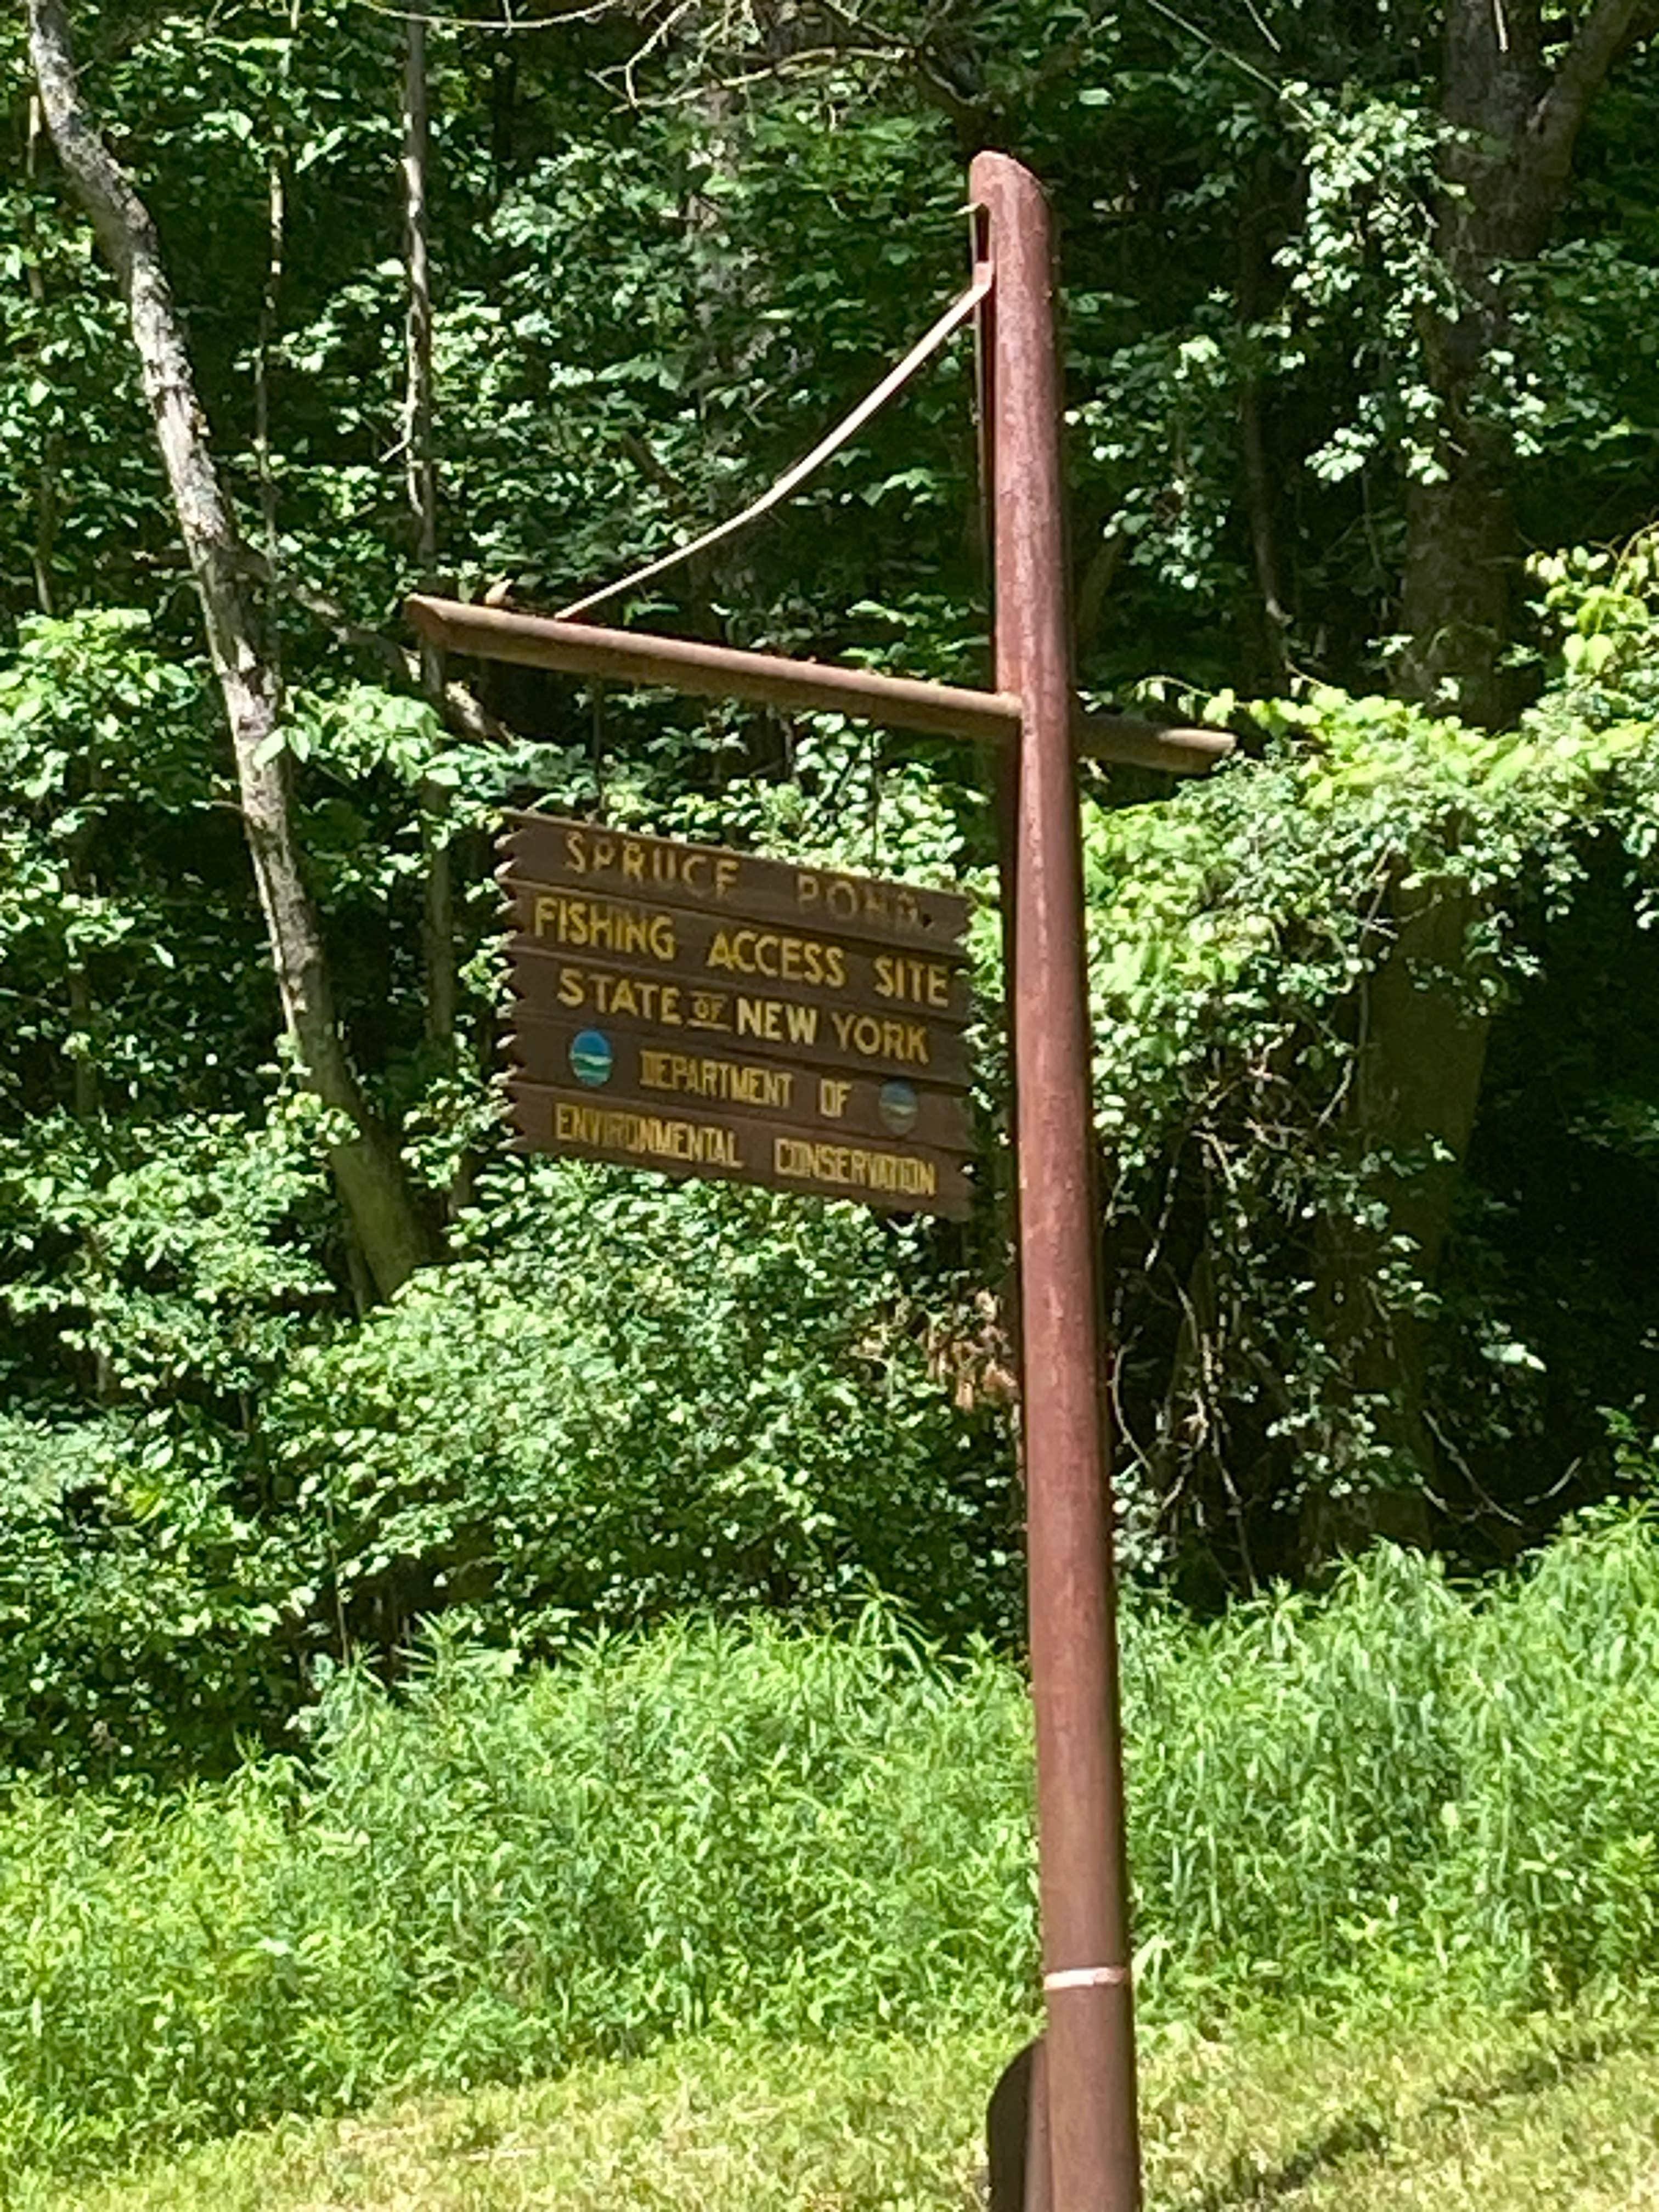 SPRUCE POND
FISHING ACCESS SITE
STATE OF NEW YORK
DEPARTMENT OF
ENVIRONMENTAL CONSERVATION